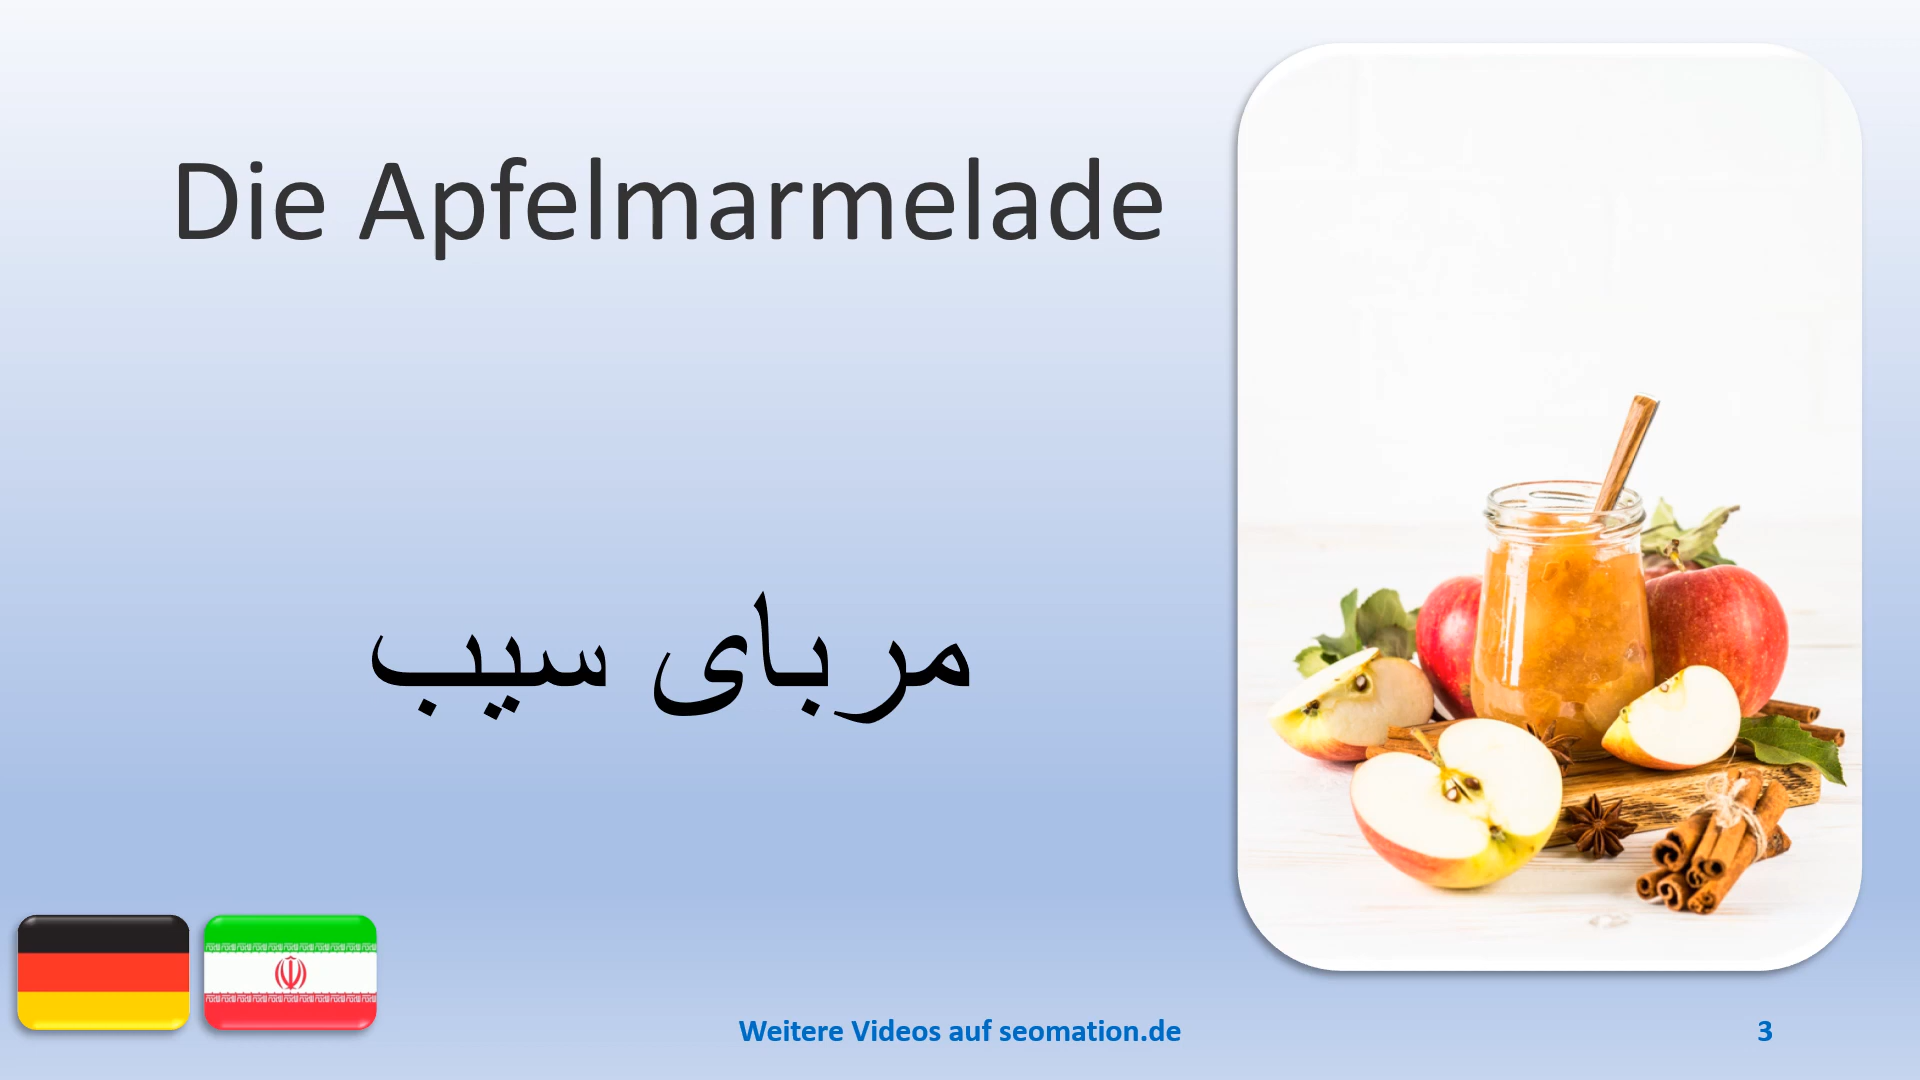 Die Apfelmarmelade
مربای سیب
Weitere Videos auf seomation.de
3